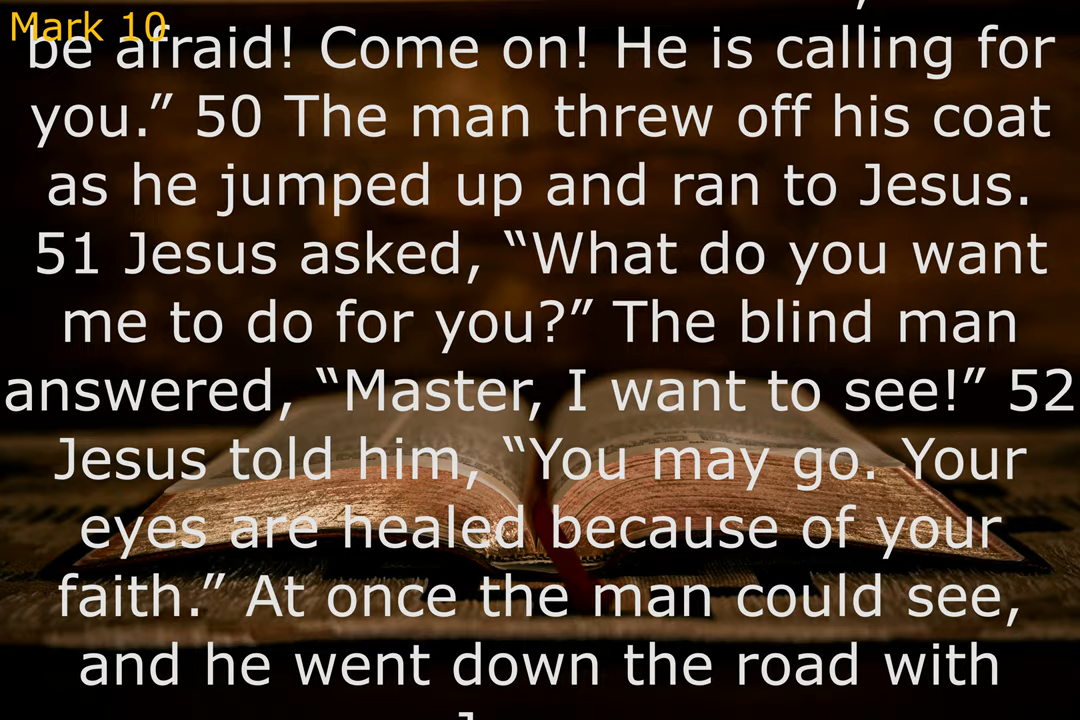 Mark 10
be afraid! Come on! He is calling for
you.” 50 The man threw off his coat
as he jumped up and ran to Jesus.
51 Jesus asked, “What do you want
me to do for you?” The blind man
answered, “Master, I want to see!” 52
Jesus told him, “You may go. Your
eyes are healed because of your
faith.” At once the man could see,
and he went down the road with